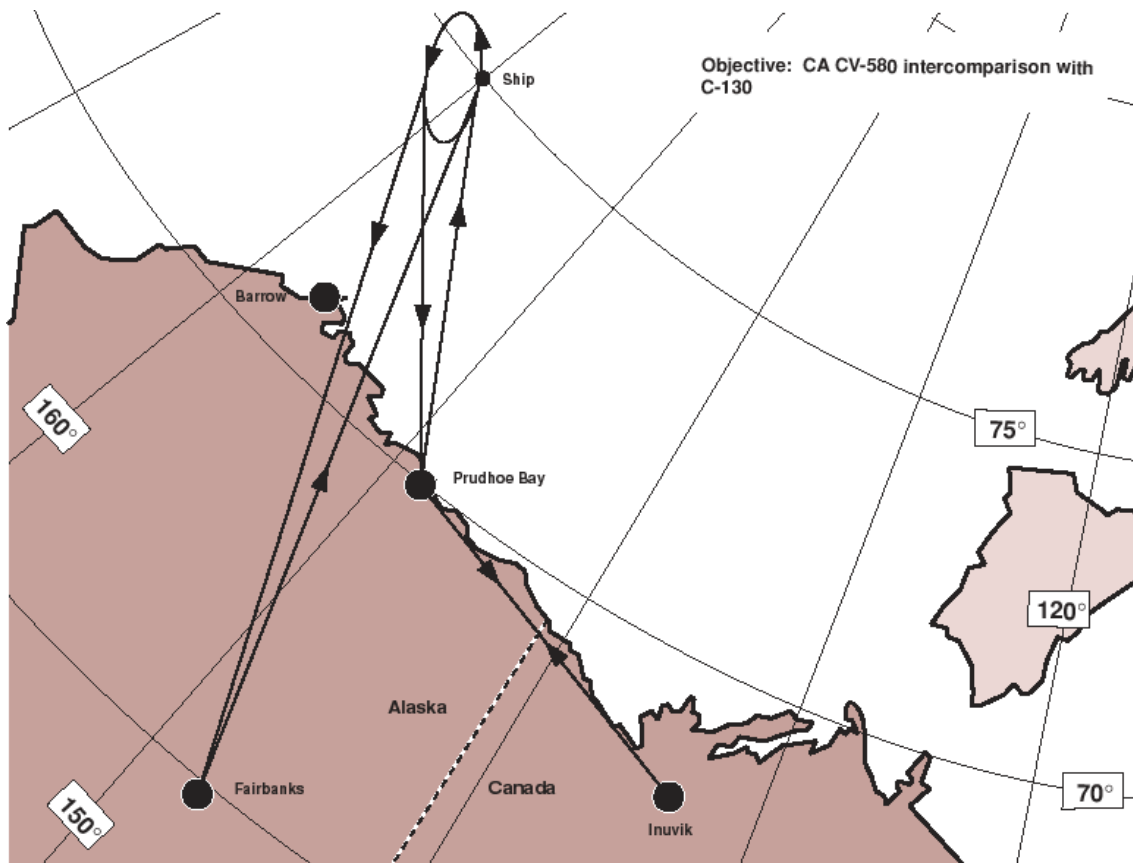 Objective:  CA CV-580 intercomparison with
C-130
Ship
Barrow
160°
75°
Prudhoe Bay
120°
Alaska
Fairbanks
Canada
70°
150°
Inuvik